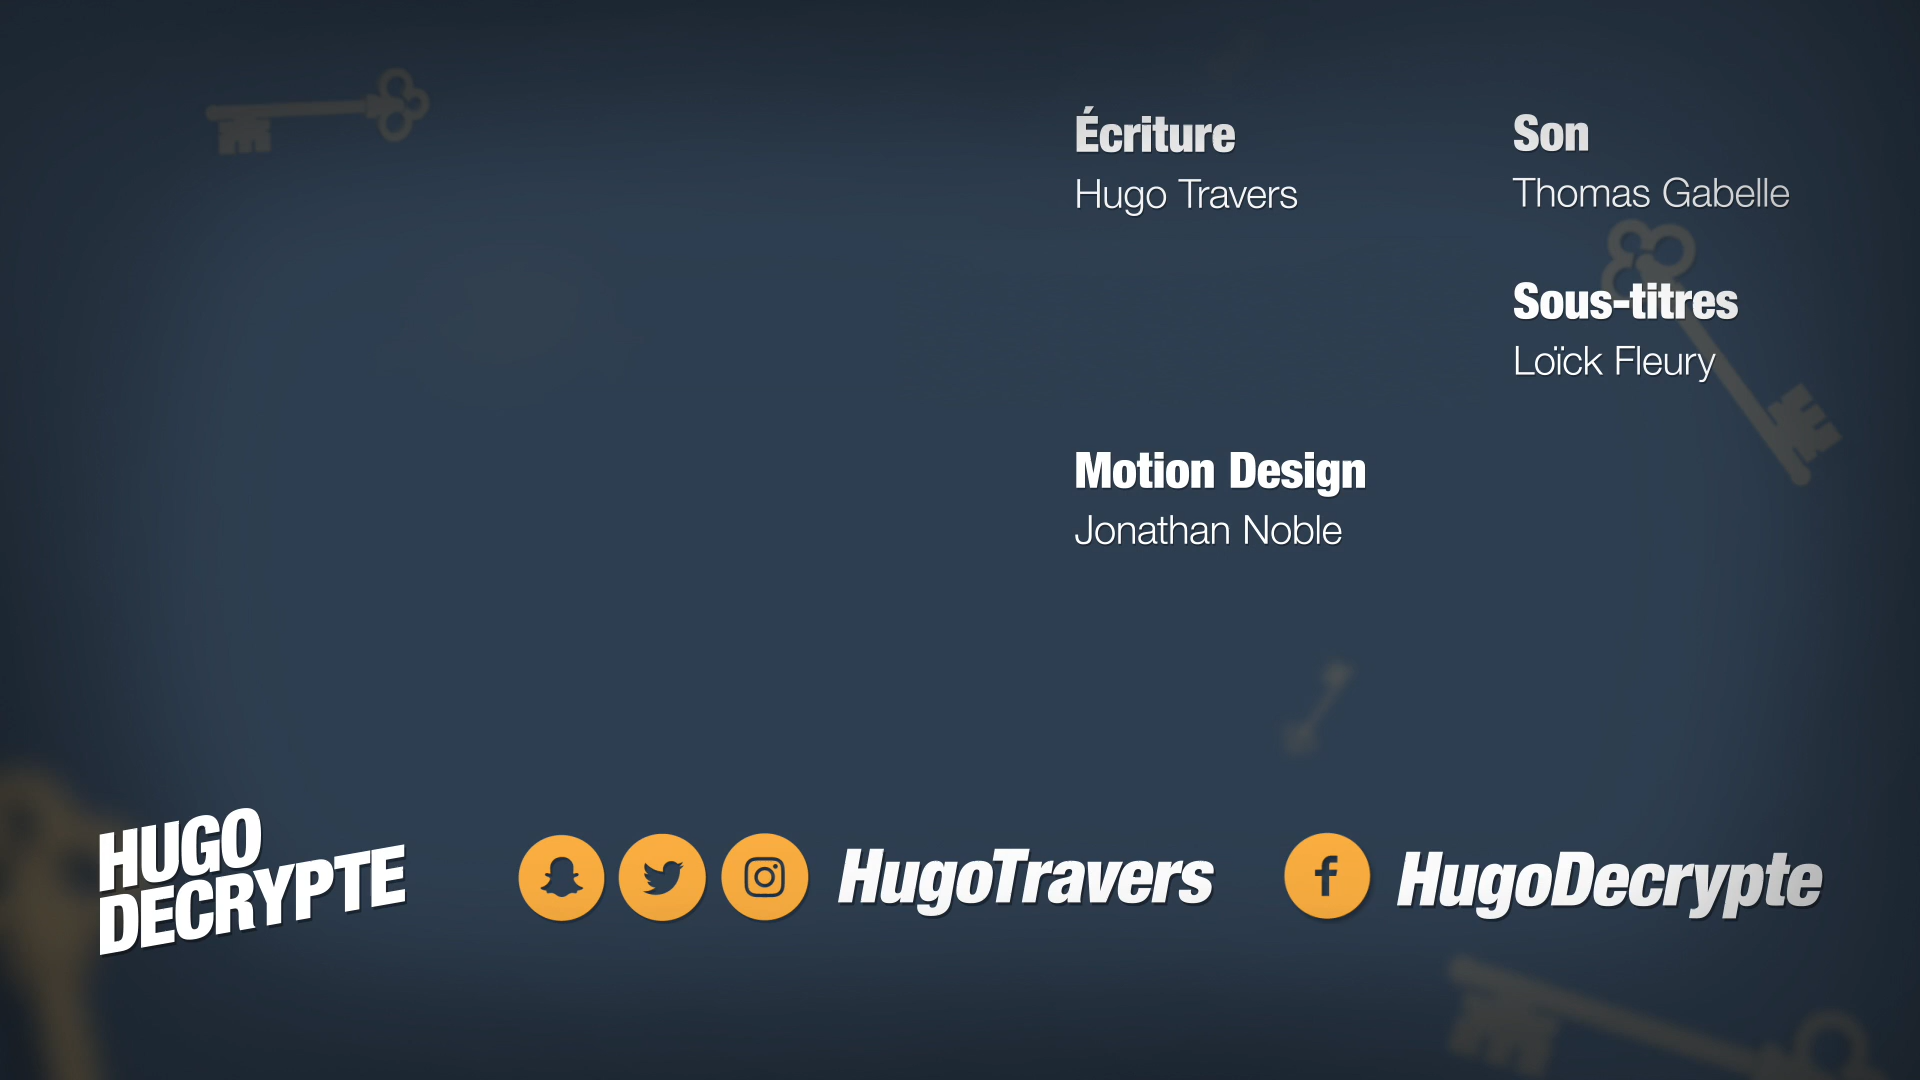 Écriture
Hugo Travers
Son
Thomas Gabelle
Sous-titres
Loïck Fleury
Motion Design
Jonathan Noble
HUGO
DECRYPTE
HugoTravers
HugoDecrypte